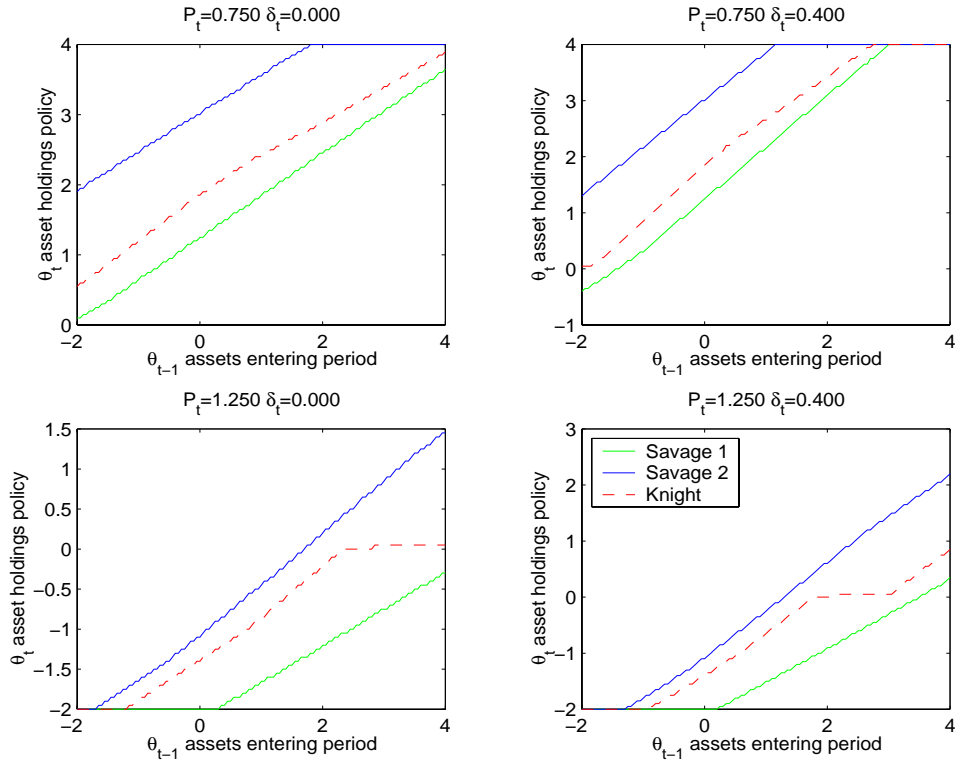 P_t=0.750 δ_t=0.000
P_t=0.750 δ_t=0.400
4
3
2
1
0
θ_t asset holdings policy
−2 0 2 4
θ_{t−1} assets entering period
4
3
2
1
0
−1
θ_t asset holdings policy
−2 0 2 4
θ_{t−1} assets entering period
P_t=1.250 δ_t=0.000
P_t=1.250 δ_t=0.400
1.5
1
0.5
0
−0.5
−1
−1.5
−2
θ_t asset holdings policy
−2 0 2 4
θ_{t−1} assets entering period
3
2
1
0
−1
−2
θ_t asset holdings policy
Savage 1
Savage 2
Knight
−2 0 2 4
θ_{t−1} assets entering period